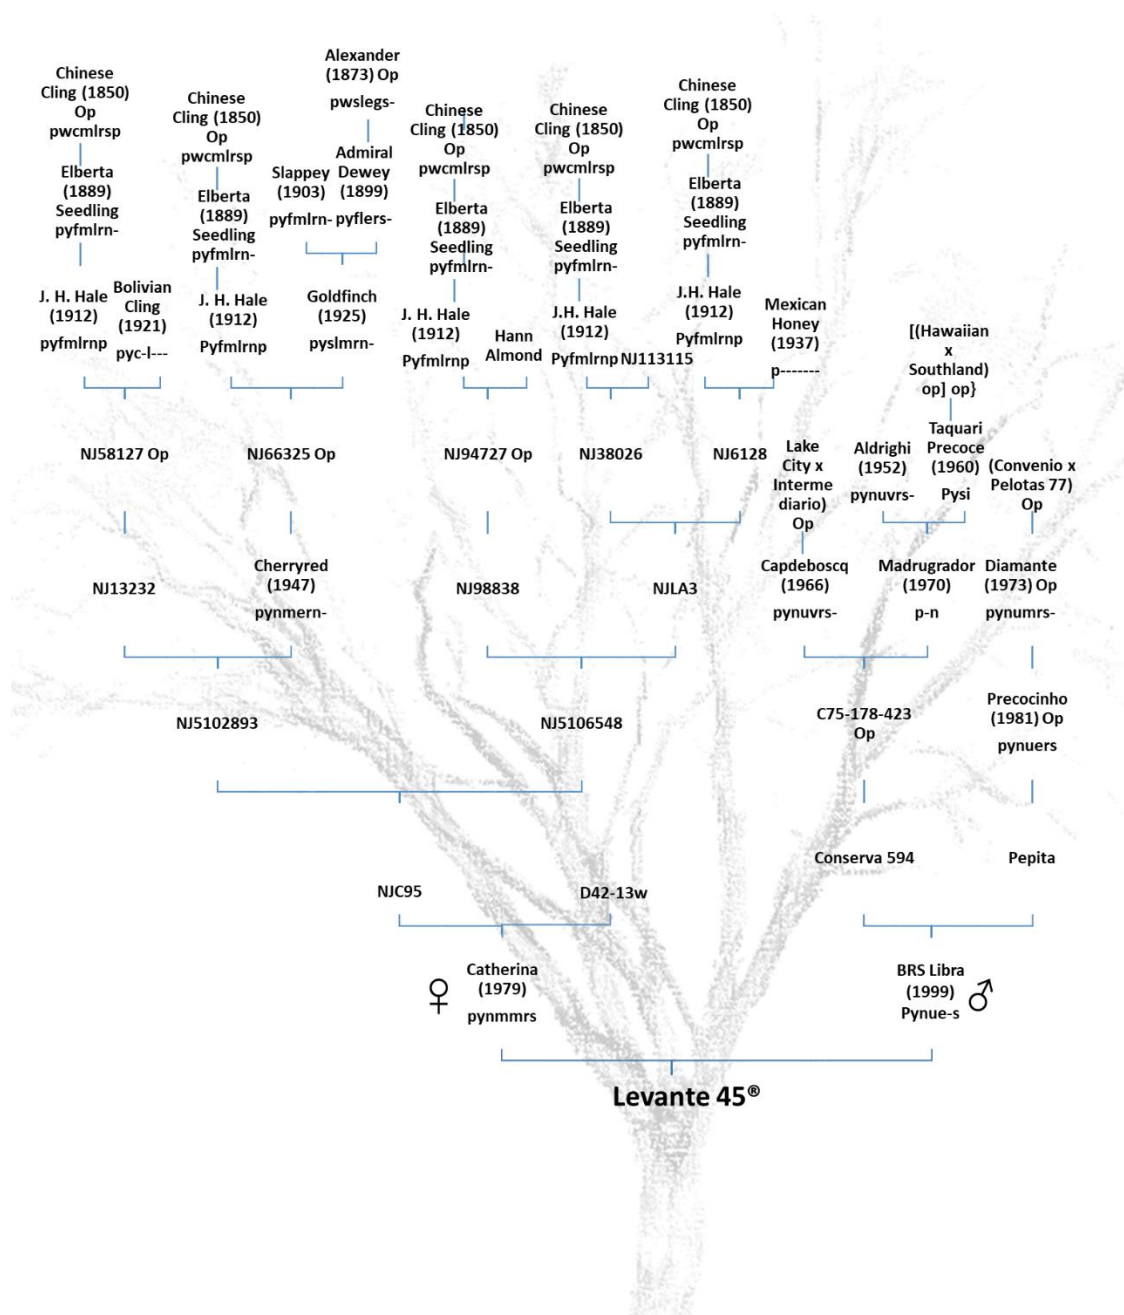 Chinese
Cling (1850)
Op
pwcmlrsp
Elberta
(1889)
Seedling
pyfmlrn-
J. H. Hale
(1912)
pyfmlrnp
Bolivian
Cling
(1921)
pyc-l---
Chinese
Cling (1850)
Op
pwcmlrsp
Elberta
(1889)
Seedling
pyfmlrn-
J. H. Hale
(1912)
Pyfmlrnp
Alexander
(1873) Op
pwslegs-
Slappey
(1903)
pyfmlrn-
Admiral
Dewey
(1899)
pyflers-
Goldfinch
(1925)
pyslmrn-
Chinese
Cling (1850)
Op
pwcmlrsp
Elberta
(1889)
Seedling
pyfmlrn-
J. H. Hale
(1912)
Pyfmlrnp
Hann
Almond
Chinese
Cling (1850)
Op
pwcmlrsp
Elberta
(1889)
Seedling
pyfmlrn-
J.H. Hale
(1912)
Pyfmlrnp
NJ113115
Chinese
Cling (1850)
Op
pwcmlrsp
Elberta
(1889)
Seedling
pyfmlrn-
J.H. Hale
(1912)
Pyfmlrnp
Mexican
Honey
(1937)
p-------
[(Hawaiian
x
Southland)
op] op}
NJ58127 Op
NJ66325 Op
NJ94727 Op
NJ38026
NJ6128
Lake
City x
Interme
diario)
Op
Aldrighi
(1952)
pynuvrs-
Taquari
Precoce
(1960)
Pysi
(Convenio x
Pelotas 77)
Op
NJ13232
Cherryred
(1947)
pynmern-
NJ98838
NJLA3
Capdeboscq
(1966)
pynuvrs-
Madrugrador
(1970)
p-n
Diamante
(1973) Op
pynumrs-
NJ5102893
NJ5106548
C75-178-423
Op
Precocinho
(1981) Op
pynuers
Conserva 594
Pepita
NJC95
D42-13w
♀
Catherina
(1979)
pynmmrs
BRS Libra
(1999)
Pynue-s
♂
Levante 45®